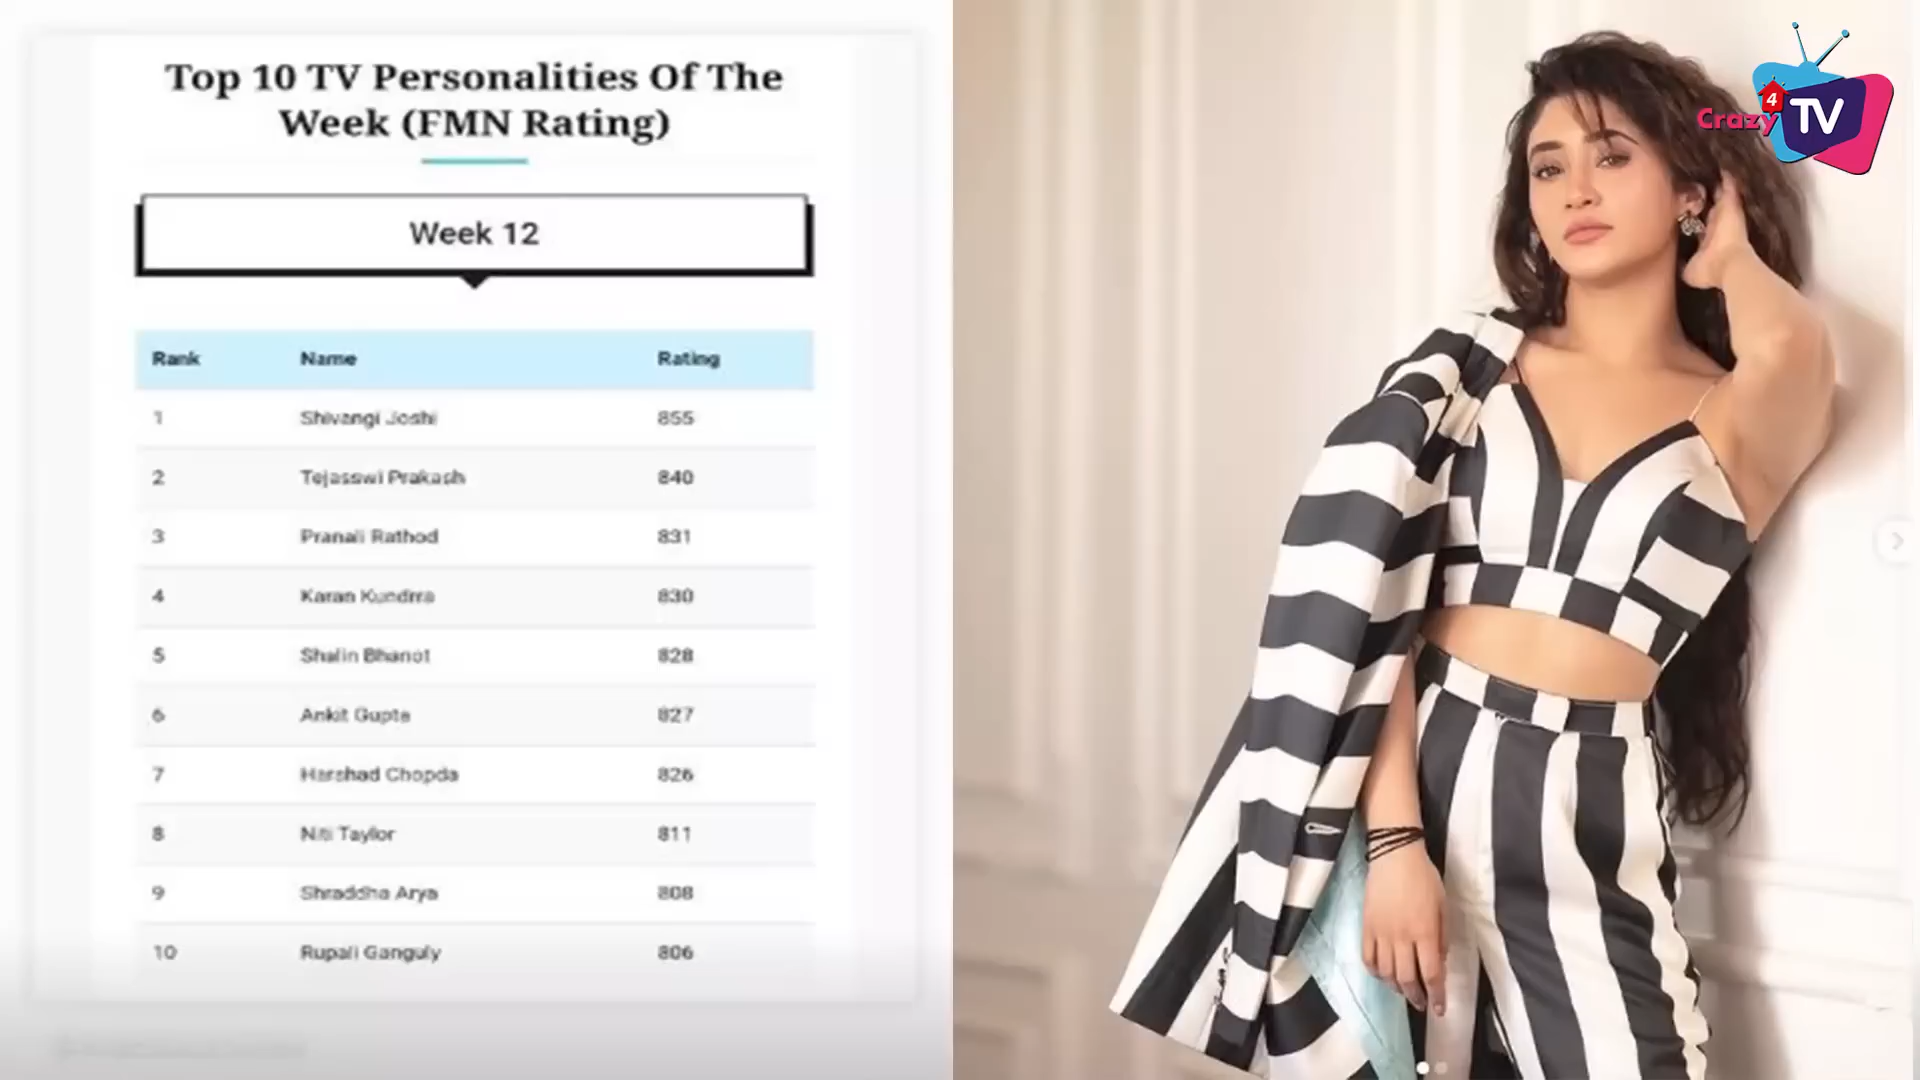 Top 10 TV Personalities Of The
Week (FMN Rating)
Week 12
Rank Name Rating
1 Shivangi Joshi 855
2 Tejasswi Prakash 840
3 Pranali Rathod 831
4 Karan Kundrra 830
5 Shalin Bhanot 828
6 Ankit Gupta 827
7 Harshad Chopda 826
8 Niti Taylor 811
9 Shraddha Arya 808
10 Rupali Ganguly 806
Crazy 4 TV